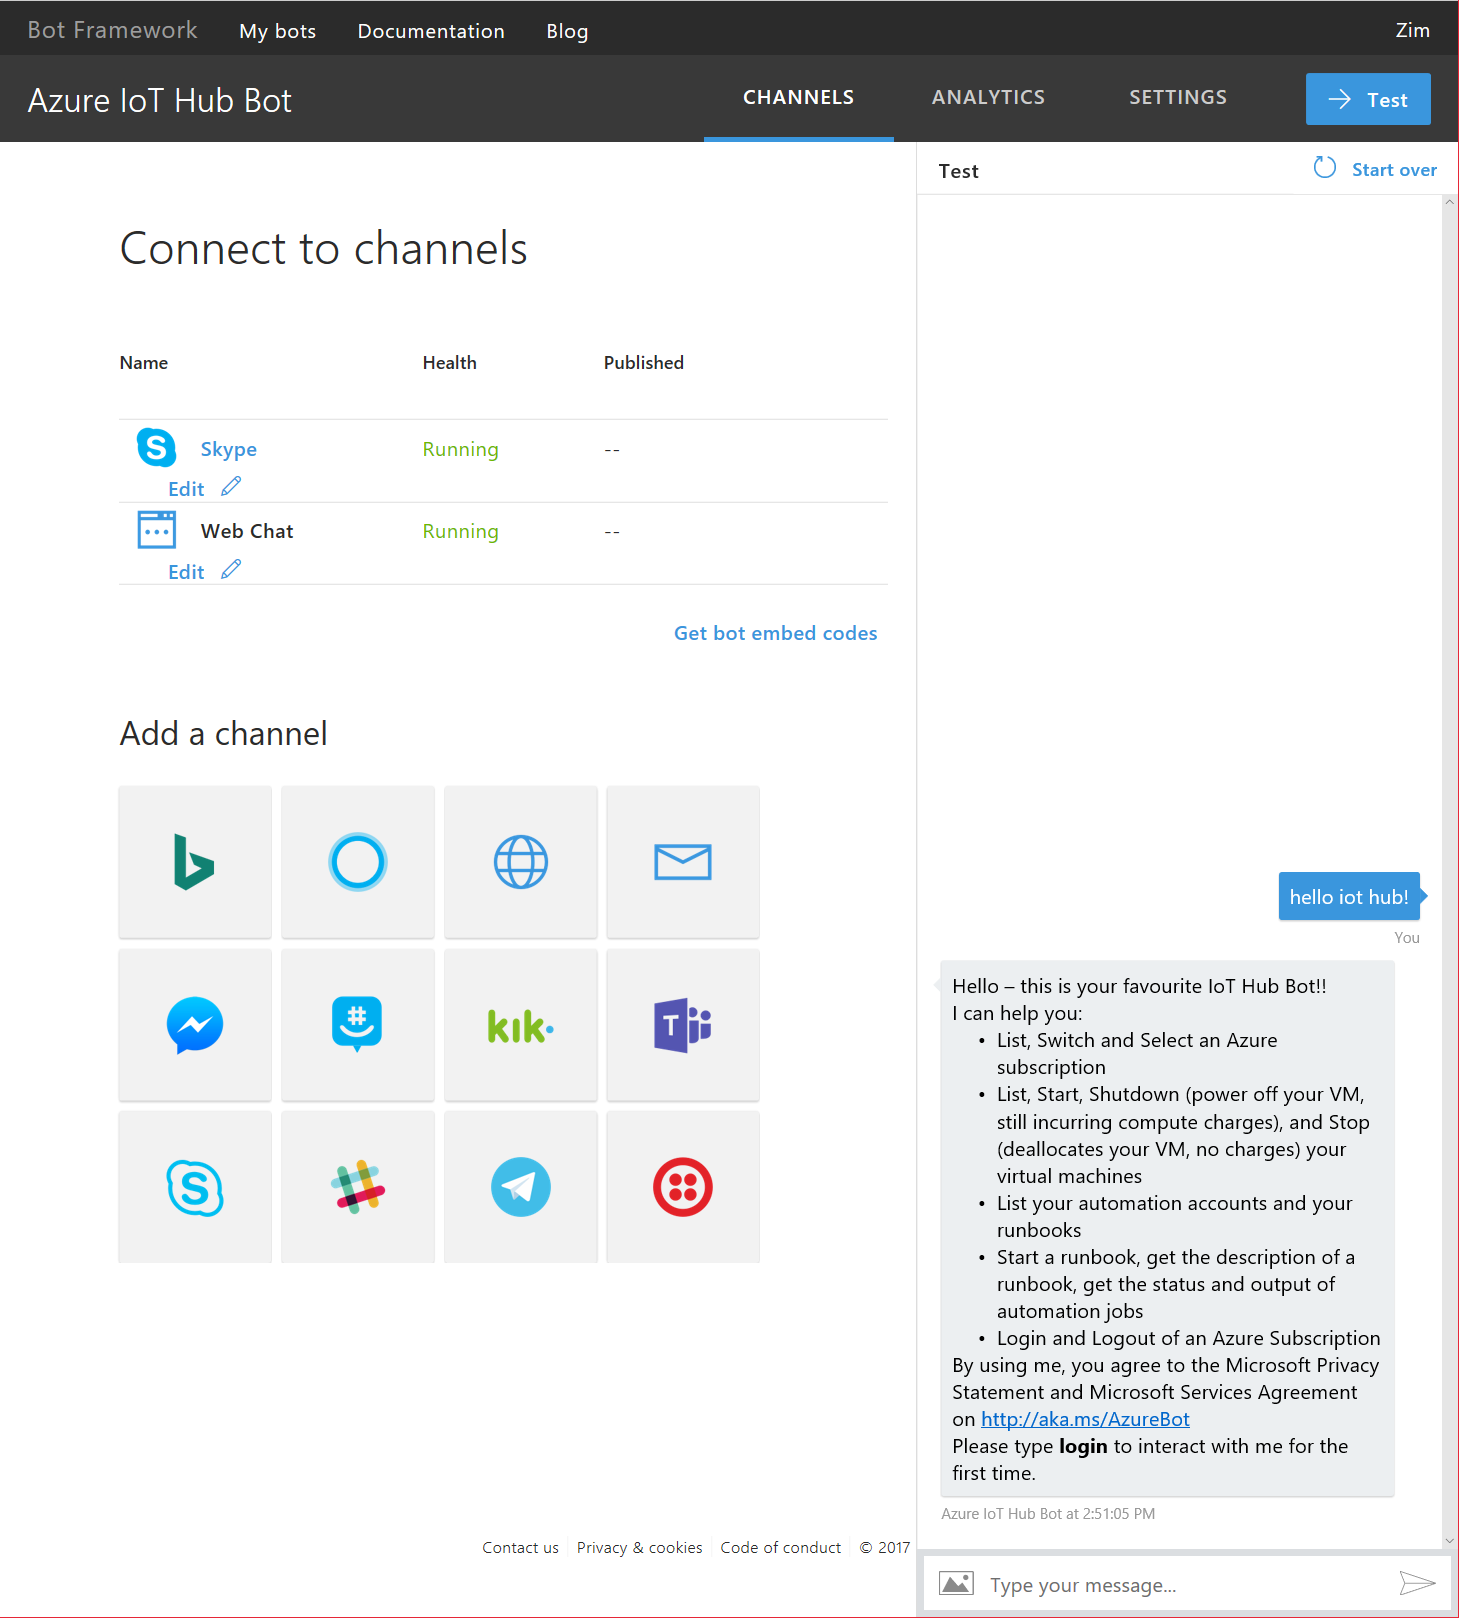 Bot Framework My bots Documentation Blog Zim
Azure IoT Hub Bot CHANNELS ANALYTICS SETTINGS Test
Connect to channels
Name Health Published
Skype Running --
Edit
Web Chat Running --
Edit
Get bot embed codes
Add a channel
kik.
T
Contact us Privacy & cookies Code of conduct © 2017
Test Start over
hello iot hub!
You
Hello – this is your favourite IoT Hub Bot!!
I can help you:
• List, Switch and Select an Azure
subscription
• List, Start, Shutdown (power off your VM,
still incurring compute charges), and Stop
(deallocates your VM, no charges) your
virtual machines
• List your automation accounts and your
runbooks
• Start a runbook, get the description of a
runbook, get the status and output of
automation jobs
• Login and Logout of an Azure Subscription
By using me, you agree to the Microsoft Privacy
Statement and Microsoft Services Agreement
on http://aka.ms/AzureBot
Please type login to interact with me for the
first time.
Azure IoT Hub Bot at 2:51:05 PM
Type your message...